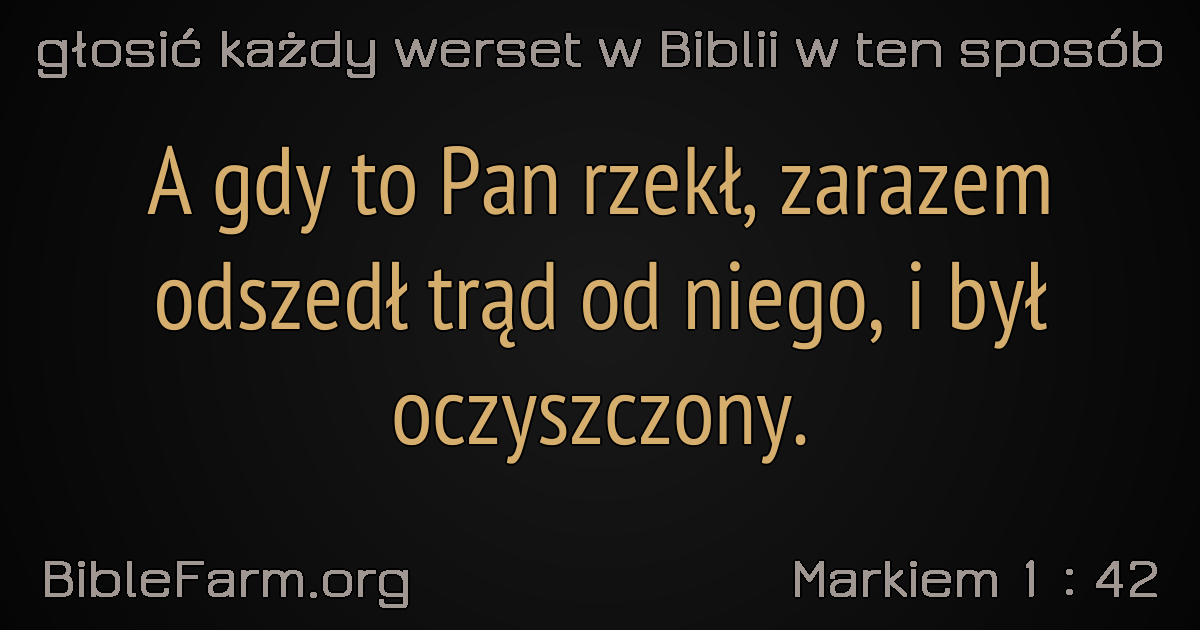 głosić każdy werset w Biblii w ten sposób
A gdy to Pan rzekł, zarazem
odszedł trąd od niego, i był
oczyszczony.
BibleFarm.org
Markiem 1 : 42